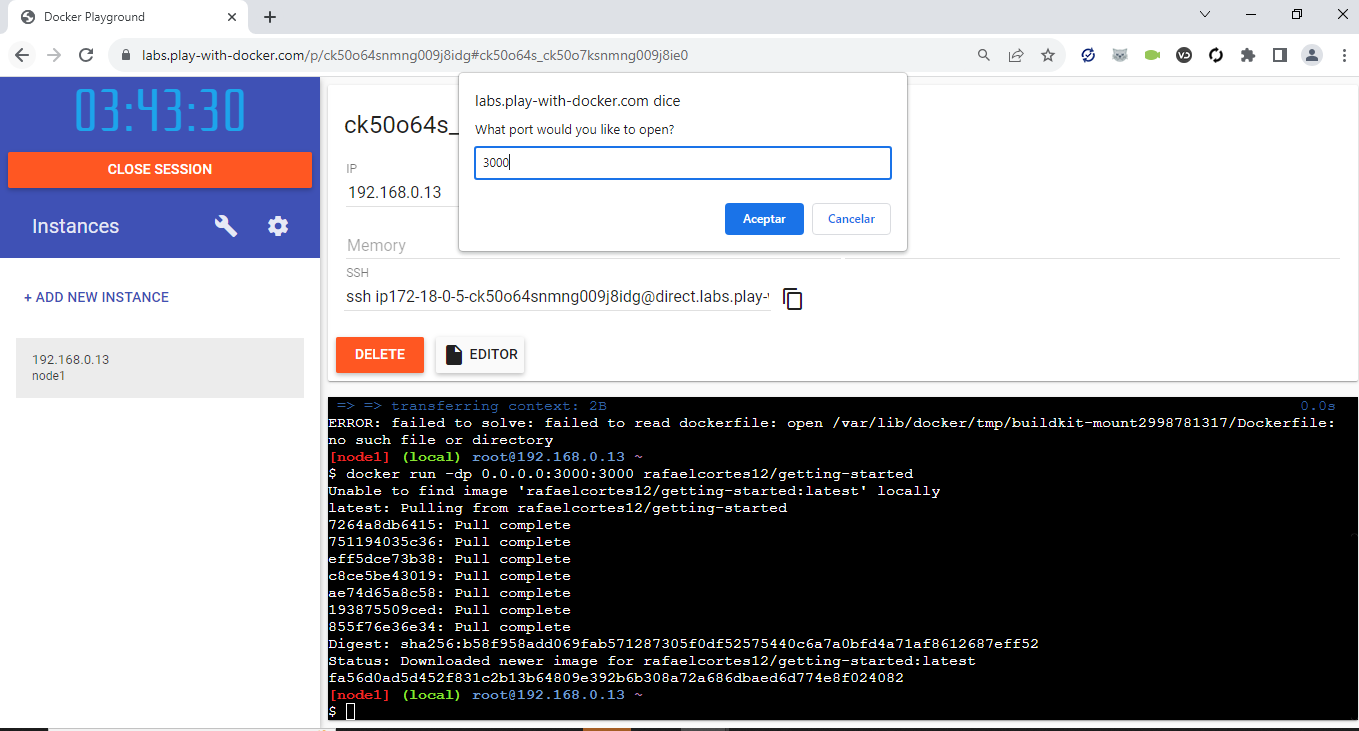 Docker Playground
labs.play-with-docker.com/p/ck50o64snmng009j8idg#ck50o64s_ck50o7ksnmng009j8ie0
03:43:30
CLOSE SESSION
Instances
+ ADD NEW INSTANCE
192.168.0.13
node1
labs.play-with-docker.com dice
What port would you like to open?
3000
Aceptar
Cancelar
ck50o64s_
IP
192.168.0.13
Memory
SSH
ssh ip172-18-0-5-ck50o64snmng009j8idg@direct.labs.play-
DELETE
EDITOR
=> => transferring context: 2B 0.0s
ERROR: failed to solve: failed to read dockerfile: open /var/lib/docker/tmp/buildkit-mount2998781317/Dockerfile:
no such file or directory
[node1] (local) root@192.168.0.13 ~
$ docker run -dp 0.0.0.0:3000:3000 rafaelcortes12/getting-started
Unable to find image 'rafaelcortes12/getting-started:latest' locally
latest: Pulling from rafaelcortes12/getting-started
7264a8db6415: Pull complete
751194035c36: Pull complete
eff5dce73b38: Pull complete
c8ce5be43019: Pull complete
ae74d65a8c58: Pull complete
193875509ced: Pull complete
855f76e36e34: Pull complete
Digest: sha256:b58f958add069fab571287305f0df52575440c6a7a0bfd4a71af8612687eff52
Status: Downloaded newer image for rafaelcortes12/getting-started:latest
fa56d0ad5d452f831c2b13b64809e392b6b308a72a686dbaed6d774e8f024082
[node1] (local) root@192.168.0.13 ~
$